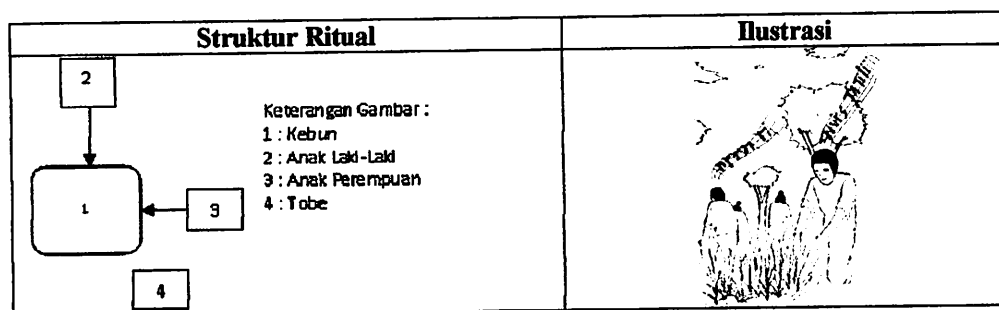 Struktur Ritual
Ilustrasi
2
Keterangan Gambar :
1 : Kebun
2 : Anak Laki-Laki
3 : Anak Perempuan
4 : Tobe
1
3
4